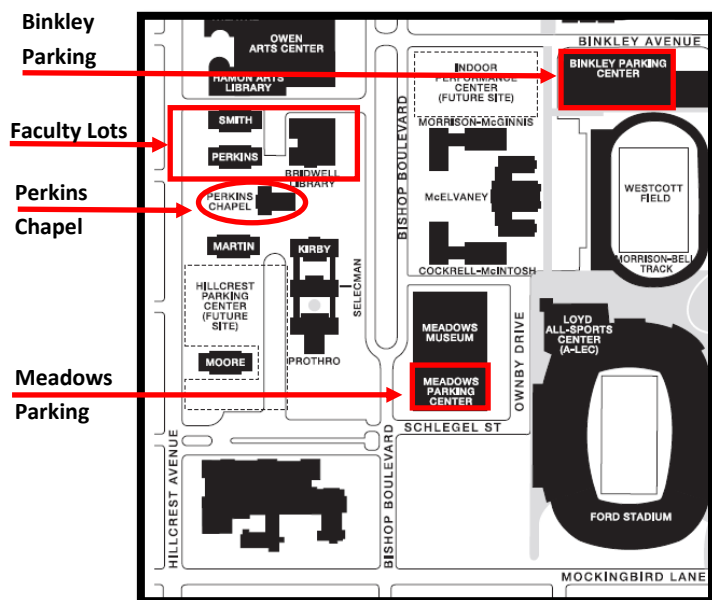 Binkley
Parking
Faculty Lots
Perkins
Chapel
Meadows
Parking
OWEN
ARTS CENTER
HAMON ARTS
LIBRARY
SMITH
PERKINS
BRIDWELL
LIBRARY
PERKINS
CHAPEL
MARTIN
KIRBY
HILLCREST
PARKING
CENTER
(FUTURE
SITE)
SELECMAN
MOORE
PROTHRO
HILLCREST AVENUE
BISHOP BOULEVARD
BISHOP BOULEVARD
INDOOR
PERFORMANCE
CENTER
(FUTURE SITE)
MORRISON-McGINNIS
McELVANEY
COCKRELL-McINTOSH
MEADOWS
MUSEUM
MEADOWS
PARKING
CENTER
SCHLEGEL ST
OWNBY DRIVE
BINKLEY AVENUE
BINKLEY PARKING
CENTER
WESTCOTT
FIELD
MORRISON-BELL
TRACK
LOYD
ALL-SPORTS
CENTER
(A-LEC)
FORD STADIUM
MOCKINGBIRD LANE